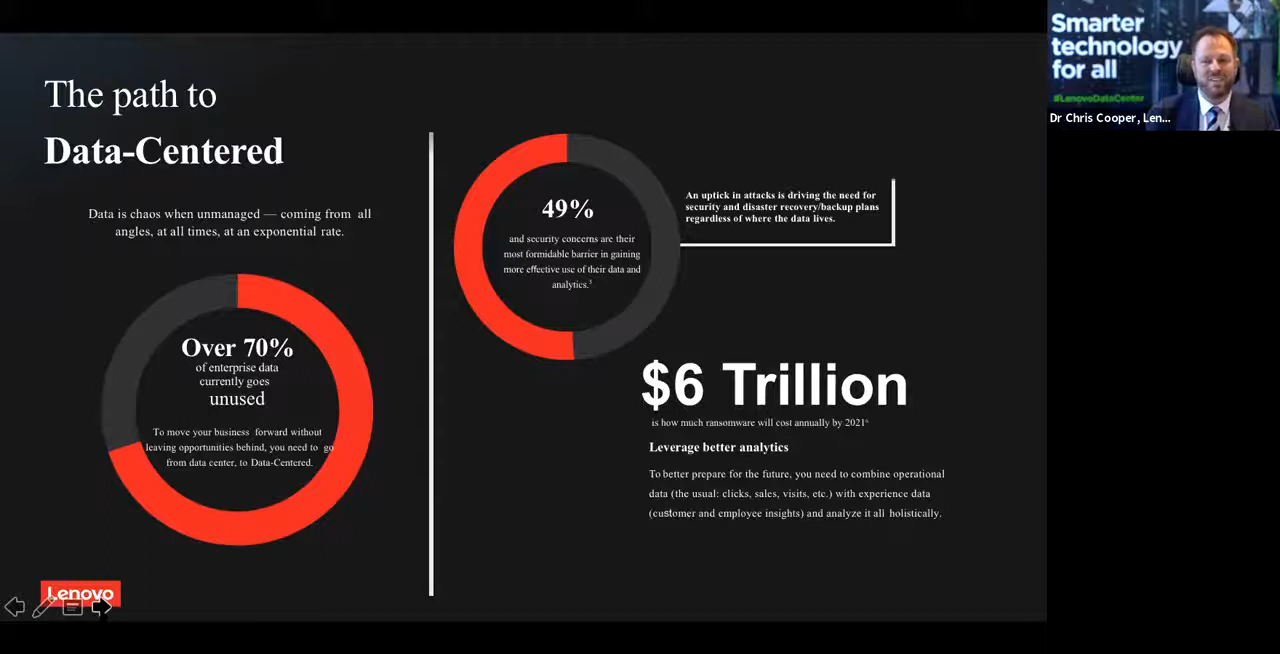 The path to
Data-Centered
Data is chaos when unmanaged — coming from all
angles, at all times, at an exponential rate.
Over 70%
of enterprise data
currently goes
unused
To move your business forward without
leaving opportunities behind, you need to go
from data center, to Data-Centered.
Lenovo
49%
and security concerns are their
most formidable barrier in gaining
more effective use of their data and
analytics.³
An uptick in attacks is driving the need for
security and disaster recovery/backup plans
regardless of where the data lives.
$6 Trillion
is how much ransomware will cost annually by 2021⁶
Leverage better analytics
To better prepare for the future, you need to combine operational
data (the usual: clicks, sales, visits, etc.) with experience data
(customer and employee insights) and analyze it all holistically.
Smarter
technology
for all
#LenovoDataCenter
Dr Chris Cooper, Len...